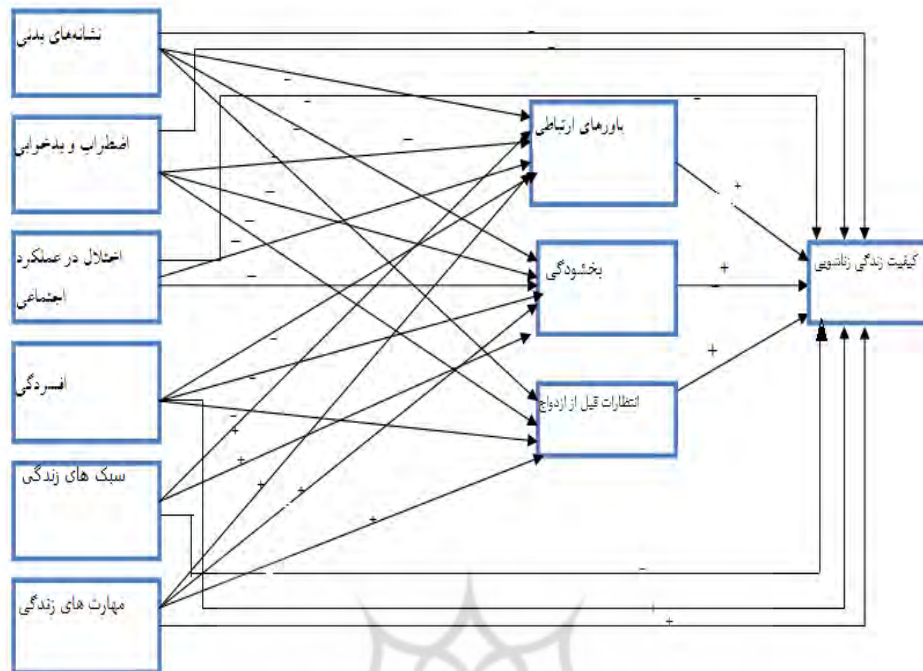 نشانه‌های بدنی
باورهای ارتباطی
اضطراب و بدخوابی
اختلال در عملکرد
اجتماعی
بخشودگی
کیفیت زندگی زناشویی
افسردگی
انتظارات قبل از ازدواج
سبک های زندگی
مهارت های زندگی